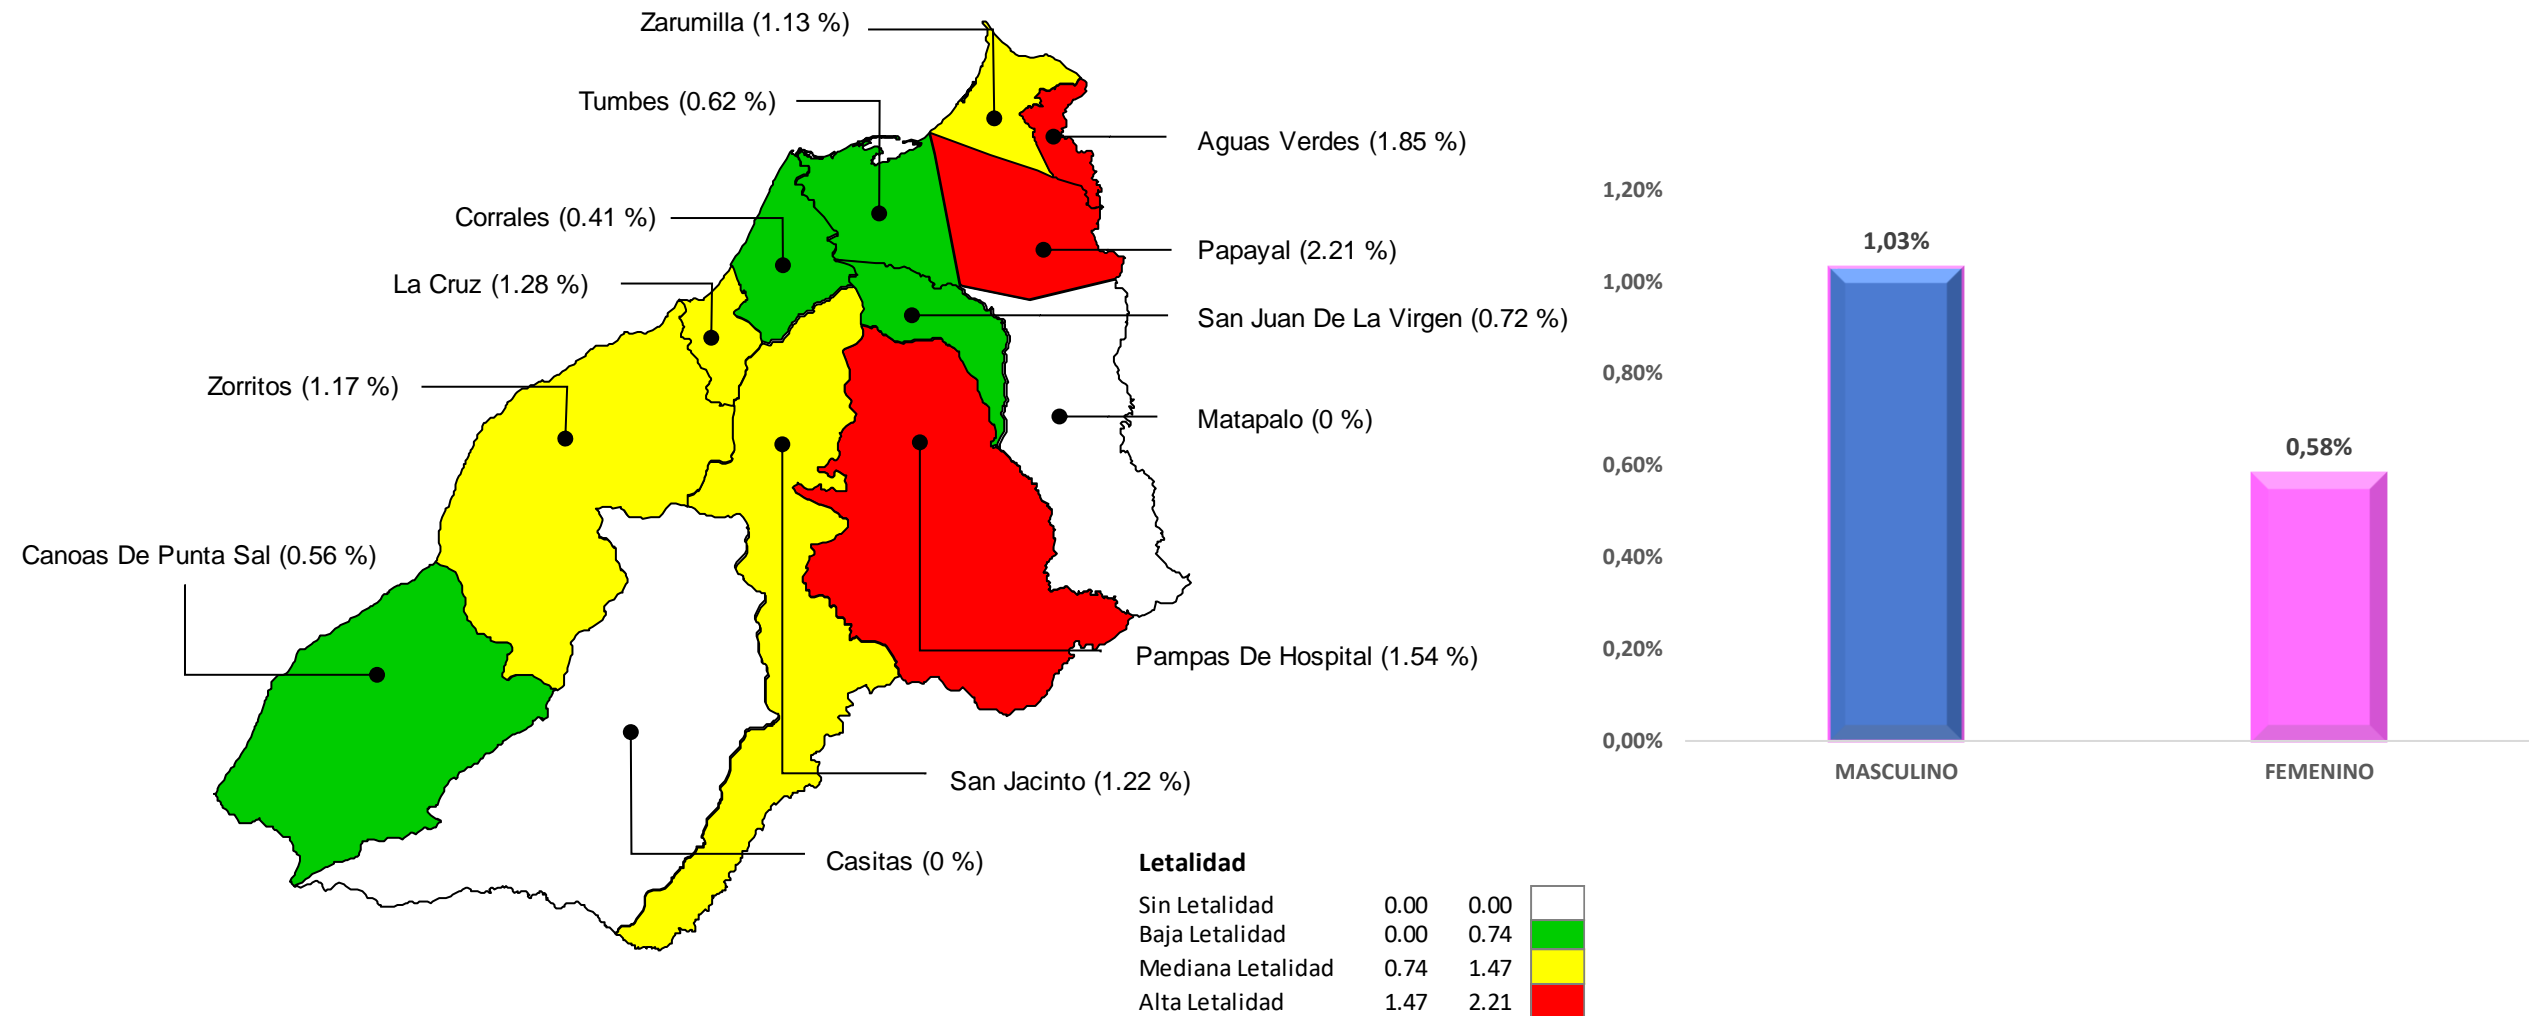 Zarumilla (1.13 %)
Tumbes (0.62 %)
Aguas Verdes (1.85 %)
Corrales (0.41 %)
Papayal (2.21 %)
La Cruz (1.28 %)
San Juan De La Virgen (0.72 %)
Zorritos (1.17 %)
Matapalo (0 %)
Canoas De Punta Sal (0.56 %)
Pampas De Hospital (1.54 %)
San Jacinto (1.22 %)
Casitas (0 %)
Letalidad
Sin Letalidad 0.00 0.00
Baja Letalidad 0.00 0.74
Mediana Letalidad 0.74 1.47
Alta Letalidad 1.47 2.21
1,20%
1,00%
0,80%
0,60%
0,40%
0,20%
0,00%
1,03%
0,58%
MASCULINO
FEMENINO